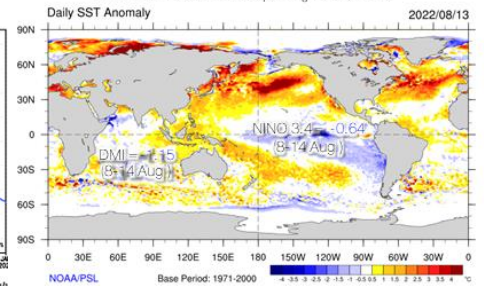 Daily SST Anomaly 2022/08/13
90N
60N
30N
0
30S
60S
90S
NINO 3.4 = -0.64
(8-14 Aug )
DMI = -1.15
(8-14 Aug )
0 30E 60E 90E 120E 150E 180 150W 120W 90W 60W 30W 0
NOAA/PSL Base Period: 1971-2000 -4 -3.5 -3 -2.5 -2 -1.5 -1 -0.5 0.5 1 1.5 2 2.5 3 3.5 4 °C